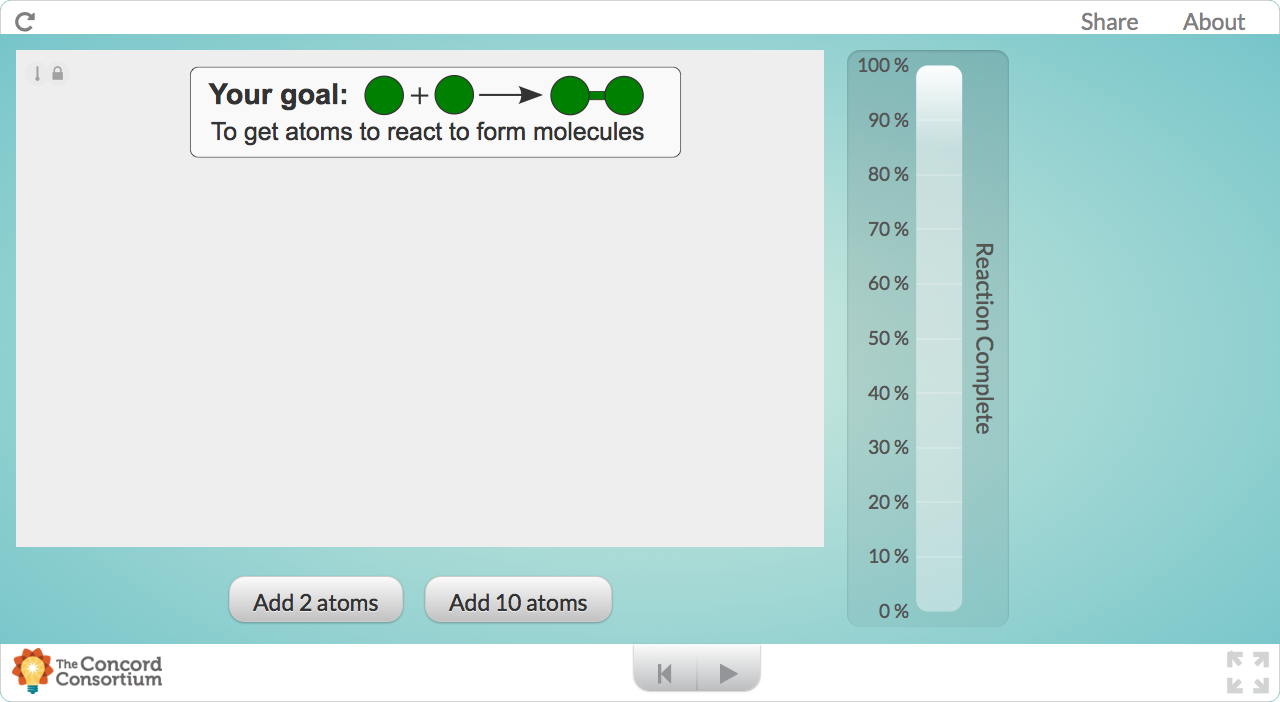 Share About
Your goal: +
To get atoms to react to form molecules
100 %
90 %
80 %
70 %
60 %
50 %
40 %
30 %
20 %
10 %
0 %
Reaction Complete
Add 2 atoms Add 10 atoms
The Concord
Consortium